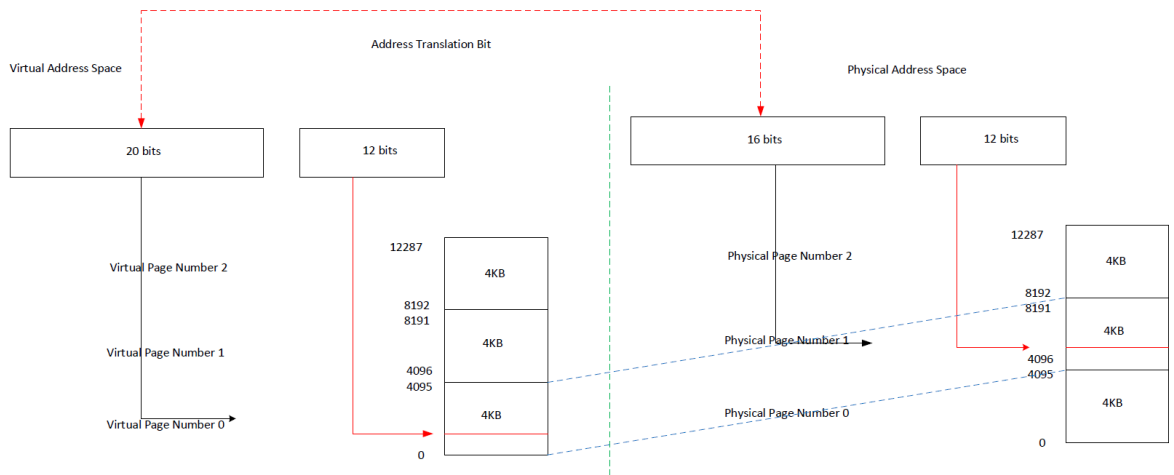 Address Translation Bit
Virtual Address Space
Physical Address Space
20 bits
12 bits
16 bits
12 bits
12287
Virtual Page Number 2
4KB
8192
8191
Virtual Page Number 1
4KB
4096
4095
4KB
Virtual Page Number 0
0
12287
Physical Page Number 2
4KB
8192
8191
4KB
Physical Page Number 1
4096
4095
4KB
Physical Page Number 0
0